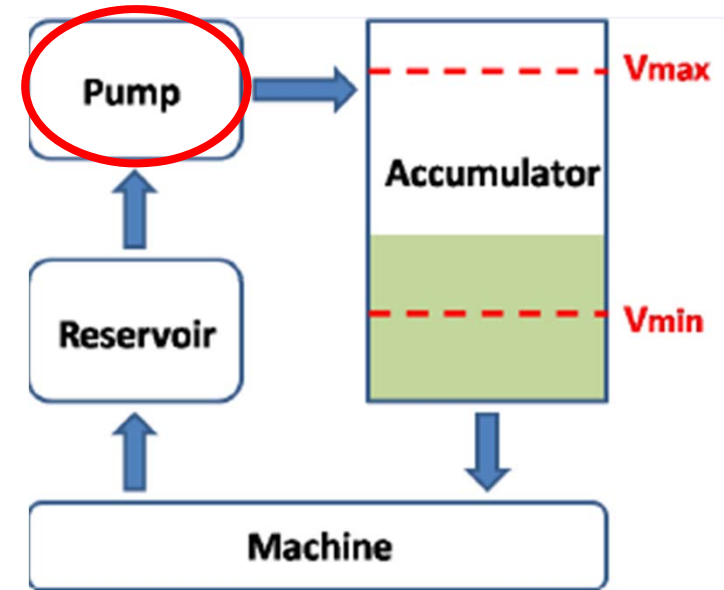 Pump
Vmax
Accumulator
Reservoir
Vmin
Machine